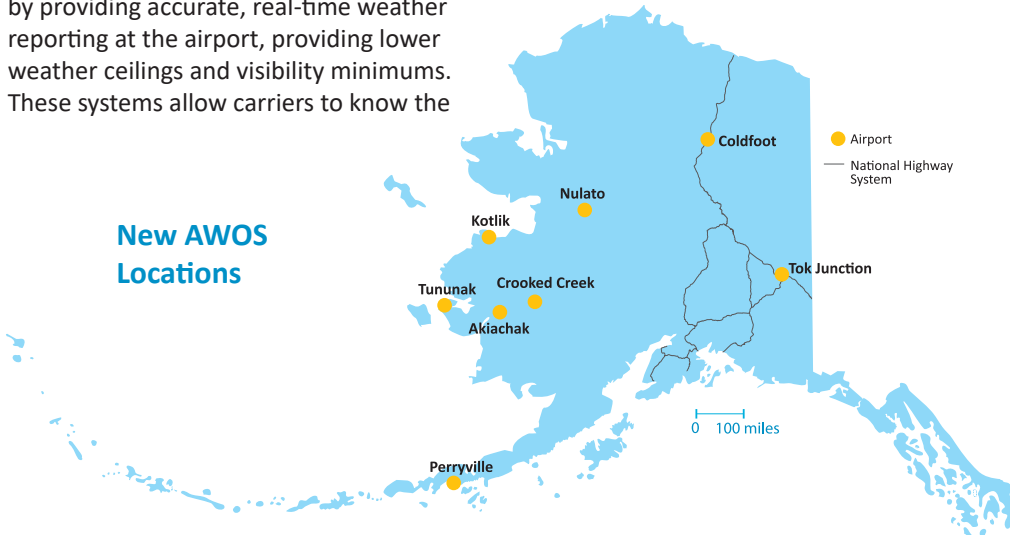 by providing accurate, real-time weather
reporting at the airport, providing lower
weather ceilings and visibility minimums.
These systems allow carriers to know the
New AWOS
Locations
Coldfoot
Airport
National Highway
System
Nulato
Kotlik
Tok Junction
Tununak
Crooked Creek
Akiachak
0 100 miles
Perryville